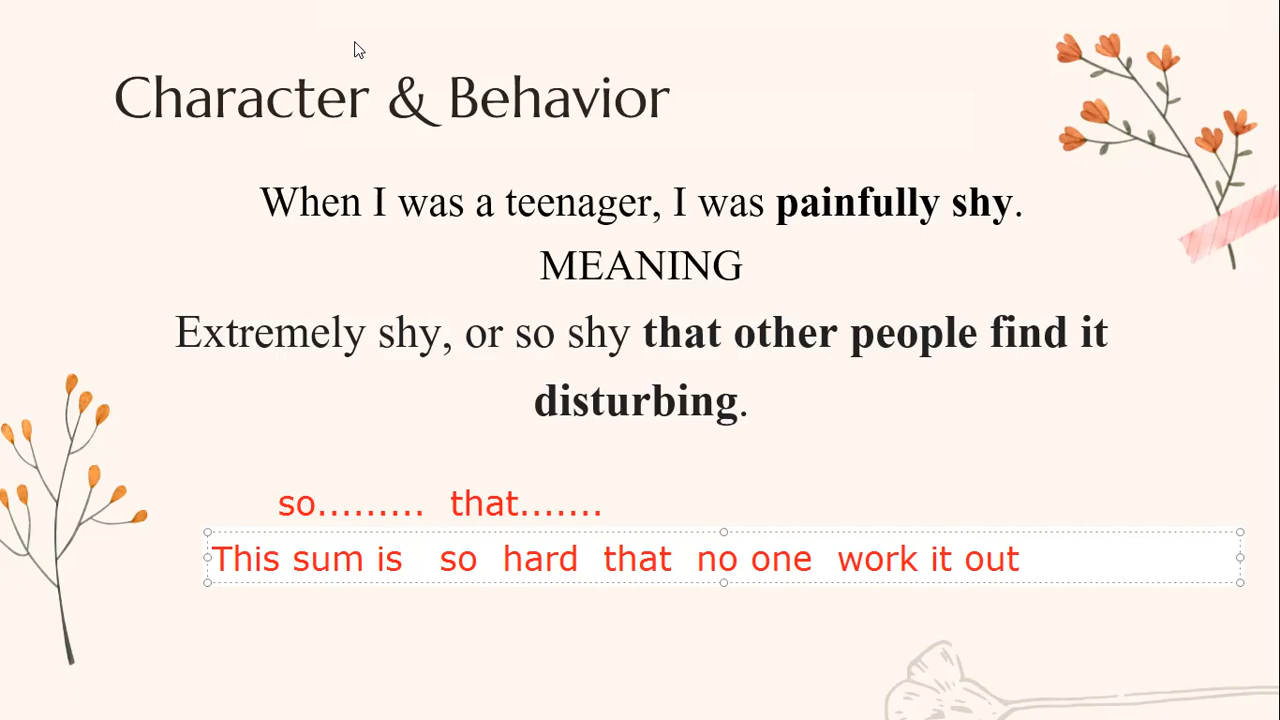 Character & Behavior
When I was a teenager, I was painfully shy.
MEANING
Extremely shy, or so shy that other people find it
disturbing.
so......... that.......
This sum is so hard that no one work it out